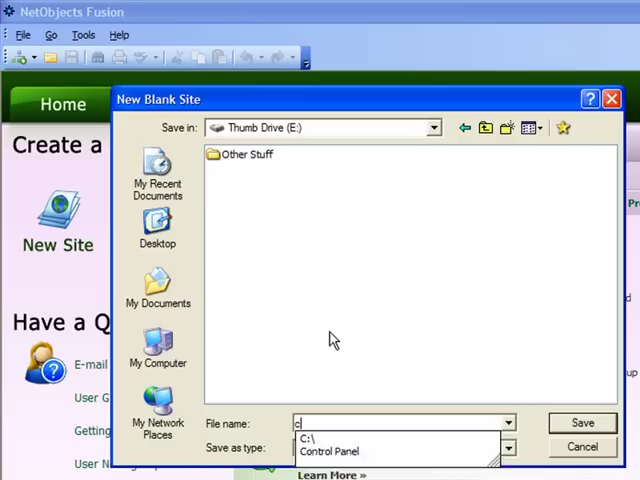 NetObjects Fusion
File Go Tools Help
Home
New Blank Site
Create a
Save in: Thumb Drive (E:)
Other Stuff
My Recent
Documents
Desktop
New Site
My Documents
Have a Q
My Computer
E-mail
User G
My Network
Places
File name: c
Getting
Save
C:\
Control Panel
Save as type:
Cancel
User N
Learn More »